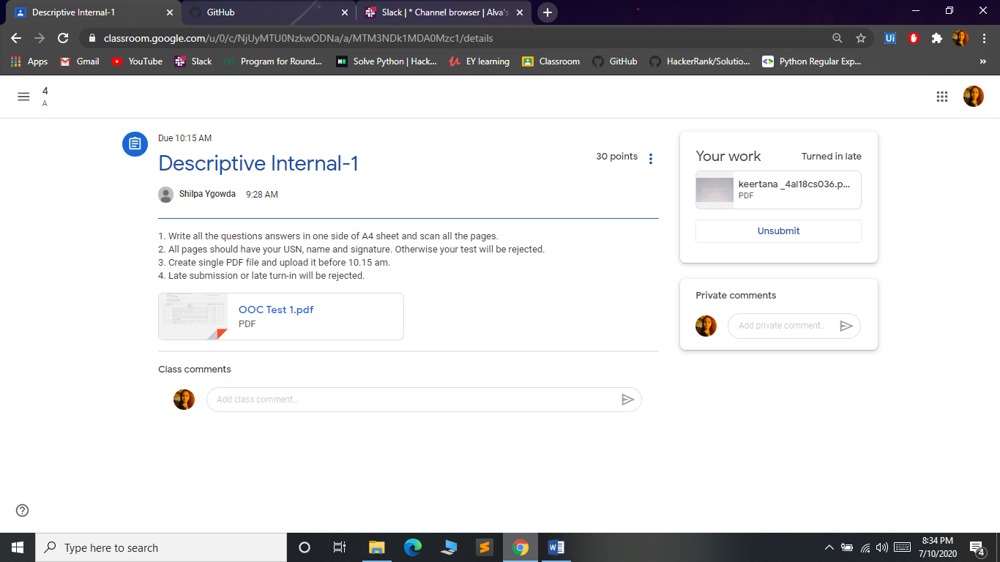 Descriptive Internal-1
GitHub
Slack | * Channel browser | Alva's
classroom.google.com/u/0/c/NjUyMTU0NzkwODNa/a/MTM3NDk1MDA0Mzc1/details
Apps
Gmail
YouTube
Slack
Program for Round...
Solve Python | Hack...
EY learning
Classroom
GitHub
HackerRank/Solutio...
Python Regular Exp...
4
A
Due 10:15 AM
Descriptive Internal-1
30 points
Shilpa Ygowda 9:28 AM
1. Write all the questions answers in one side of A4 sheet and scan all the pages.
2. All pages should have your USN, name and signature. Otherwise your test will be rejected.
3. Create single PDF file and upload it before 10.15 am.
4. Late submission or late turn-in will be rejected.
OOC Test 1.pdf
PDF
Class comments
Add class comment...
Your work
Turned in late
keertana _4al18cs036.p...
PDF
Unsubmit
Private comments
Add private comment...
Type here to search
8:34 PM
7/10/2020
4